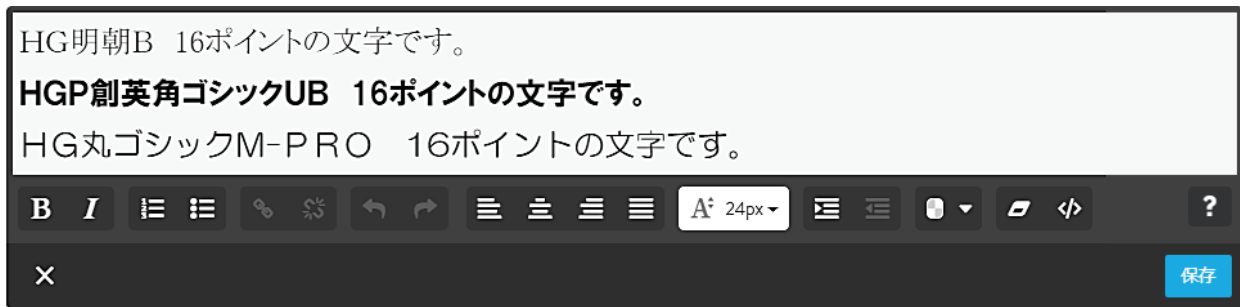 HG明朝B　16ポイントの文字です。
HGP創英角ゴシックUB　16ポイントの文字です。
HG丸ゴシックM-PRO　16ポイントの文字です。
B I A 24px </> ?
× 保存